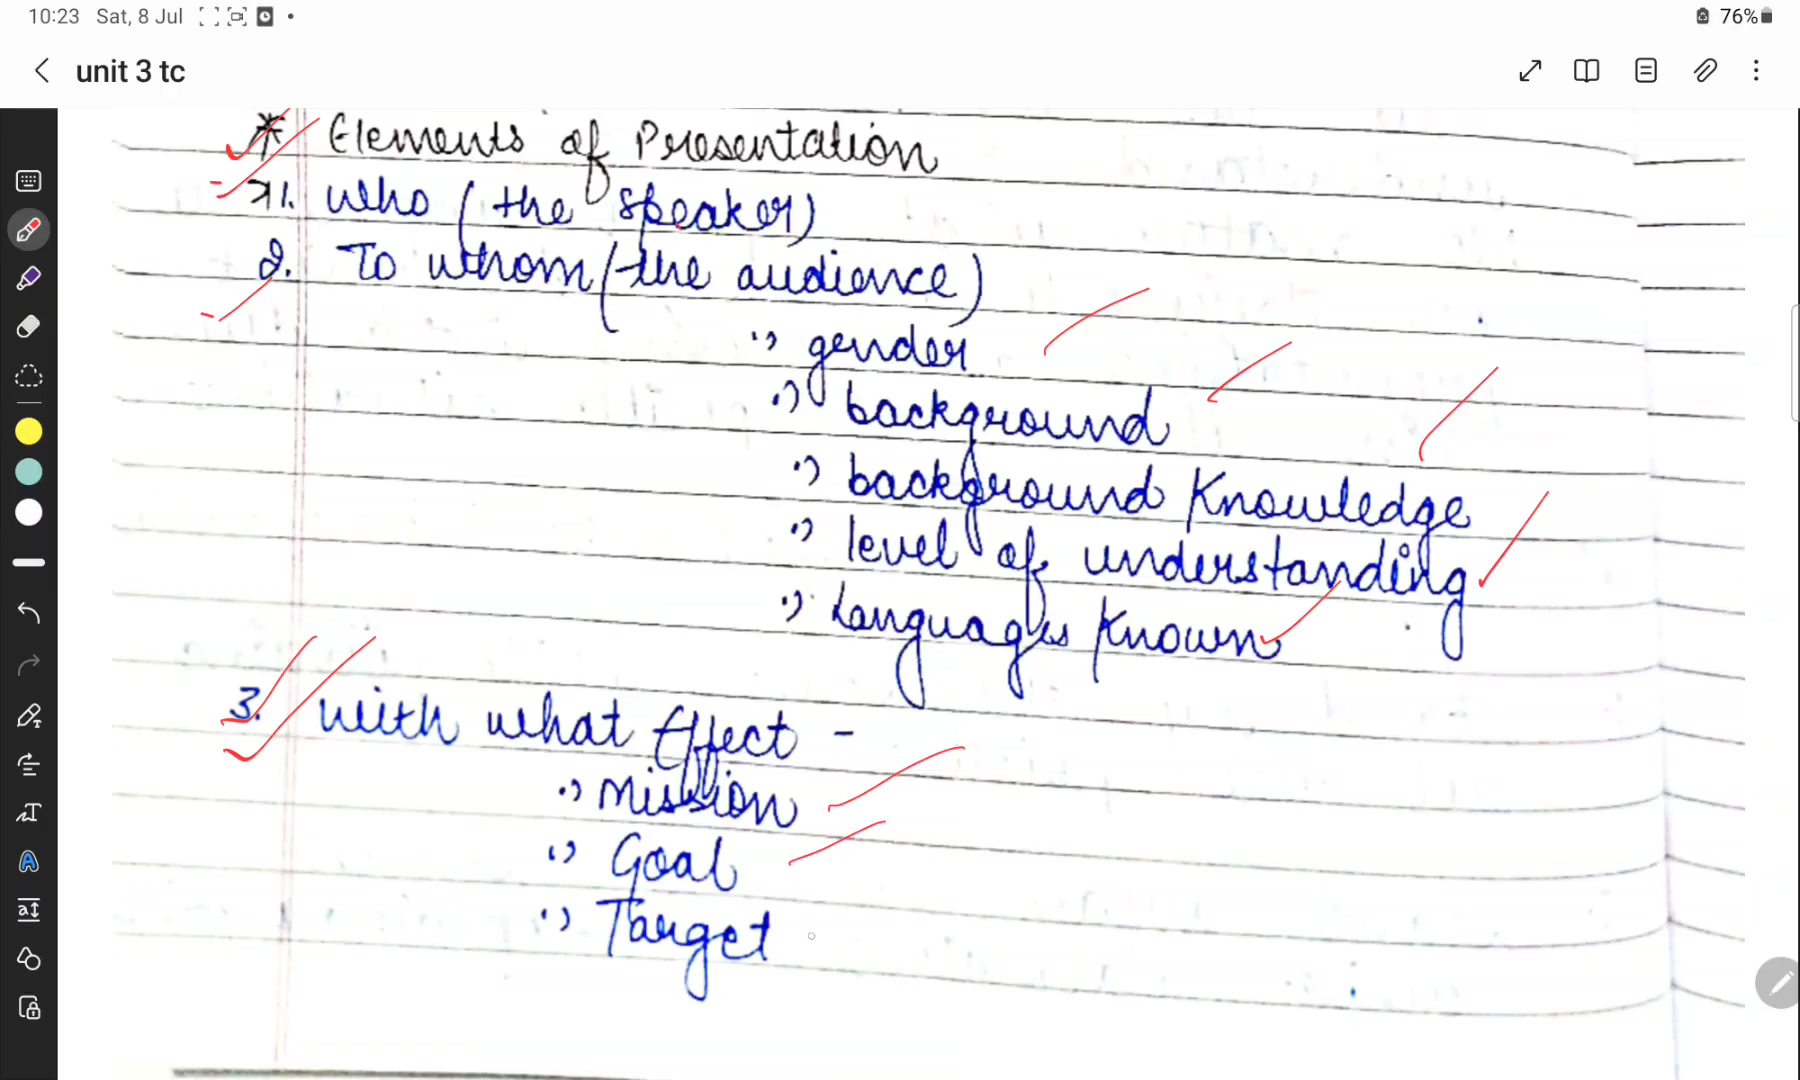 10:23 Sat, 8 Jul
76%
unit 3 tc
* Elements of Presentation
→1. Who (the speaker)
2. To whom (the audience)
•) gender
•) background
•) background Knowledge
•) level of understanding
•) Languages Known
3. With what Effect -
•) Mission
•) Goal
•) Target